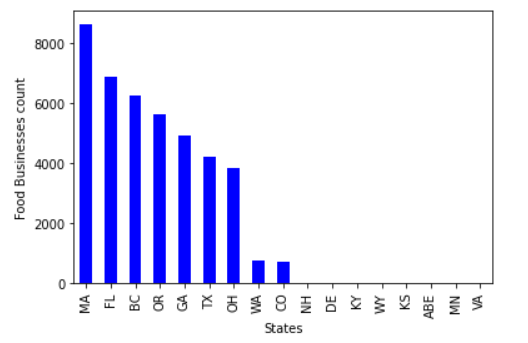 Food Businesses count
8000
6000
4000
2000
0
MA FL BC OR GA TX OH WA CO NH DE KY WY KS ABE MN VA
States